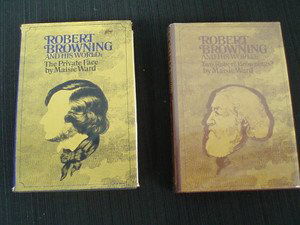 ROBERT
BROWNING
AND HIS WORLD:
The Private Face
by Maisie Ward
ROBERT
BROWNING
AND HIS WORLD:
Two Robert Brownings?
by Maisie Ward